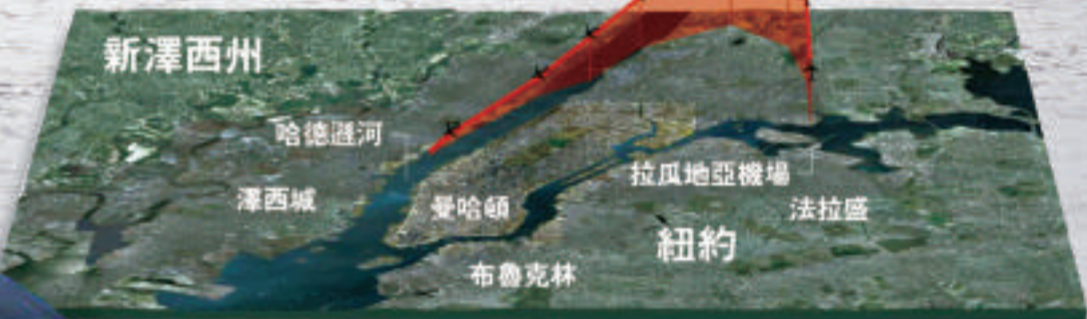 新澤西州
哈德遜河
澤西城
曼哈頓
拉瓜地亞機場
法拉盛
紐約
布魯克林